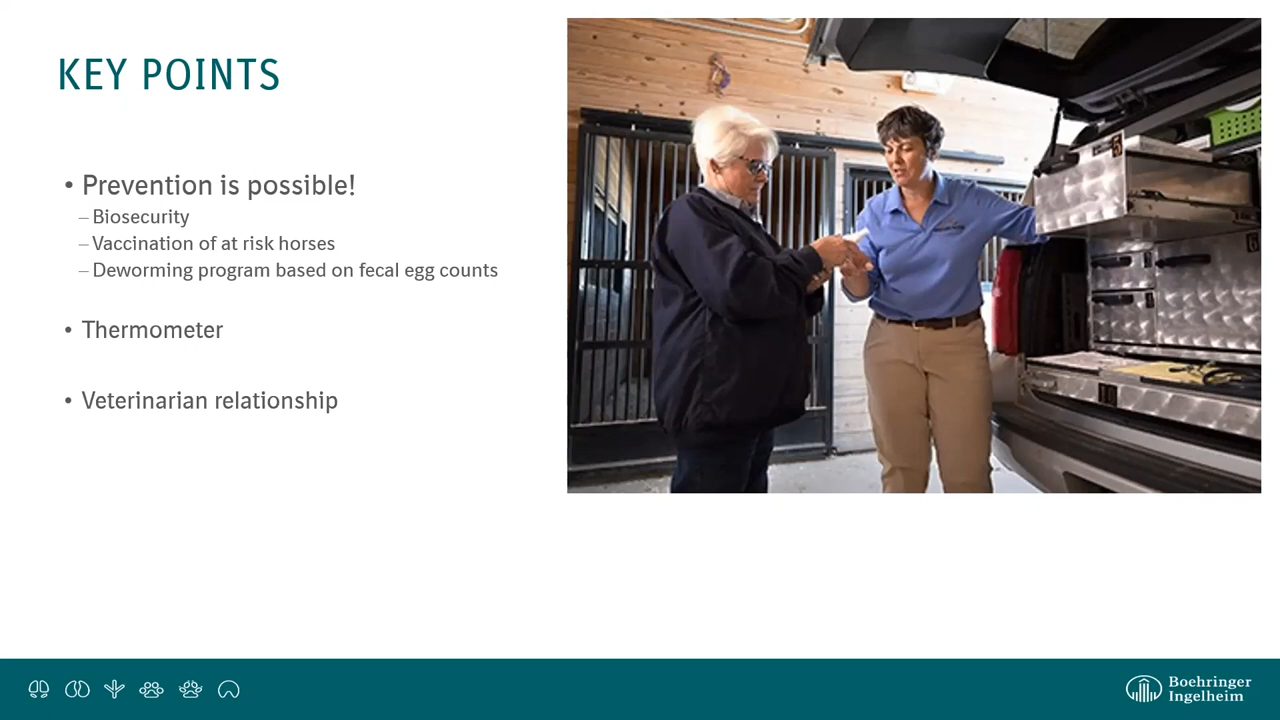 KEY POINTS
• Prevention is possible!
– Biosecurity
– Vaccination of at risk horses
– Deworming program based on fecal egg counts
• Thermometer
• Veterinarian relationship
Boehringer
Ingelheim